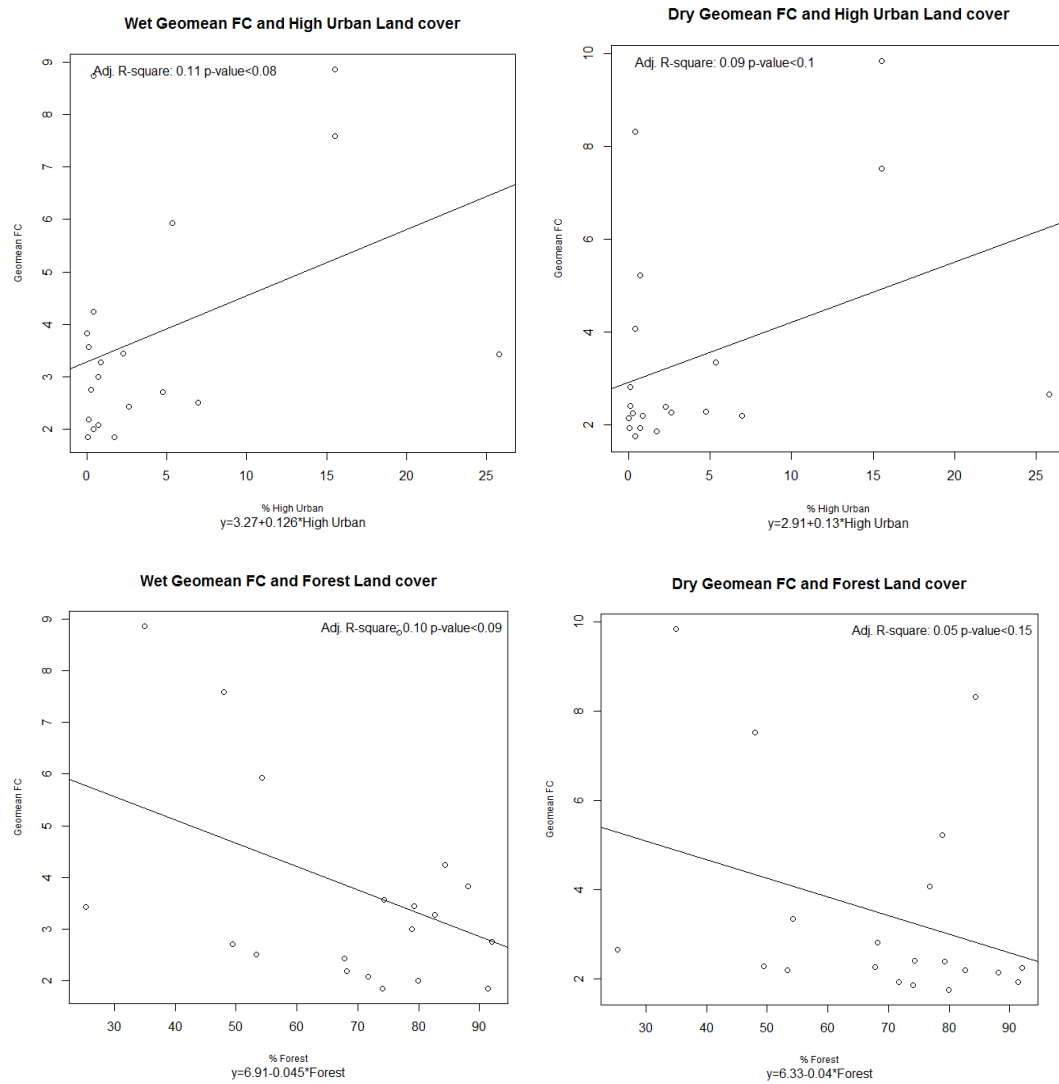 Wet Geomean FC and High Urban Land cover
Adj. R-square: 0.11 p-value<0.08
9
8
7
6
5
4
3
2
Geomean FC
0 5 10 15 20 25
% High Urban
y=3.27+0.126*High Urban
Dry Geomean FC and High Urban Land cover
Adj. R-square: 0.09 p-value<0.1
10
8
6
4
2
Geomean FC
0 5 10 15 20 25
% High Urban
y=2.91+0.13*High Urban
Wet Geomean FC and Forest Land cover
Adj. R-square: 0.10 p-value<0.09
9
8
7
6
5
4
3
2
Geomean FC
30 40 50 60 70 80 90
% Forest
y=6.91-0.045*Forest
Dry Geomean FC and Forest Land cover
Adj. R-square: 0.05 p-value<0.15
10
8
6
4
2
Geomean FC
30 40 50 60 70 80 90
% Forest
y=6.33-0.04*Forest